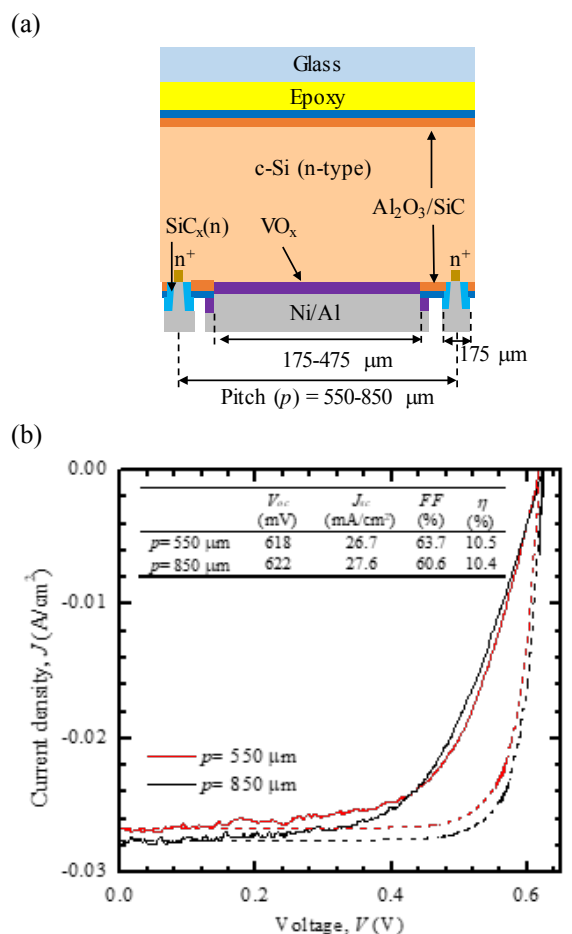 (a)
Glass
Epoxy
c-Si (n-type)
Al₂O₃/SiC
SiCₓ(n)
VOₓ
n⁺ n⁺
Ni/Al
175-475 μm
175 μm
Pitch (p) = 550-850 μm
(b)
Voc Jsc FF η
(mV) (mA/cm²) (%) (%)
p= 550 μm 618 26.7 63.7 10.5
p= 850 μm 622 27.6 60.6 10.4
p= 550 μm
p= 850 μm
Current density, J (A/cm³)
0.00
-0.01
-0.02
-0.03
0.0 0.2 0.4 0.6
Voltage, V (V)